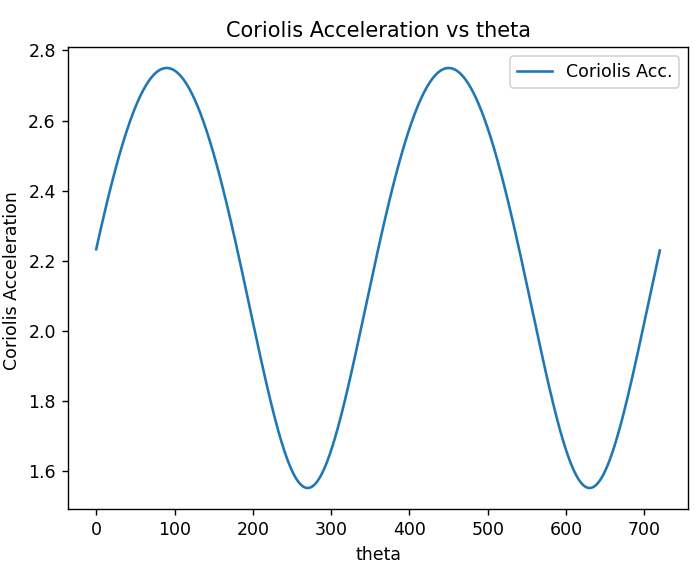 Coriolis Acceleration vs theta
Coriolis Acc.
Coriolis Acceleration
2.8
2.6
2.4
2.2
2.0
1.8
1.6
0 100 200 300 400 500 600 700
theta